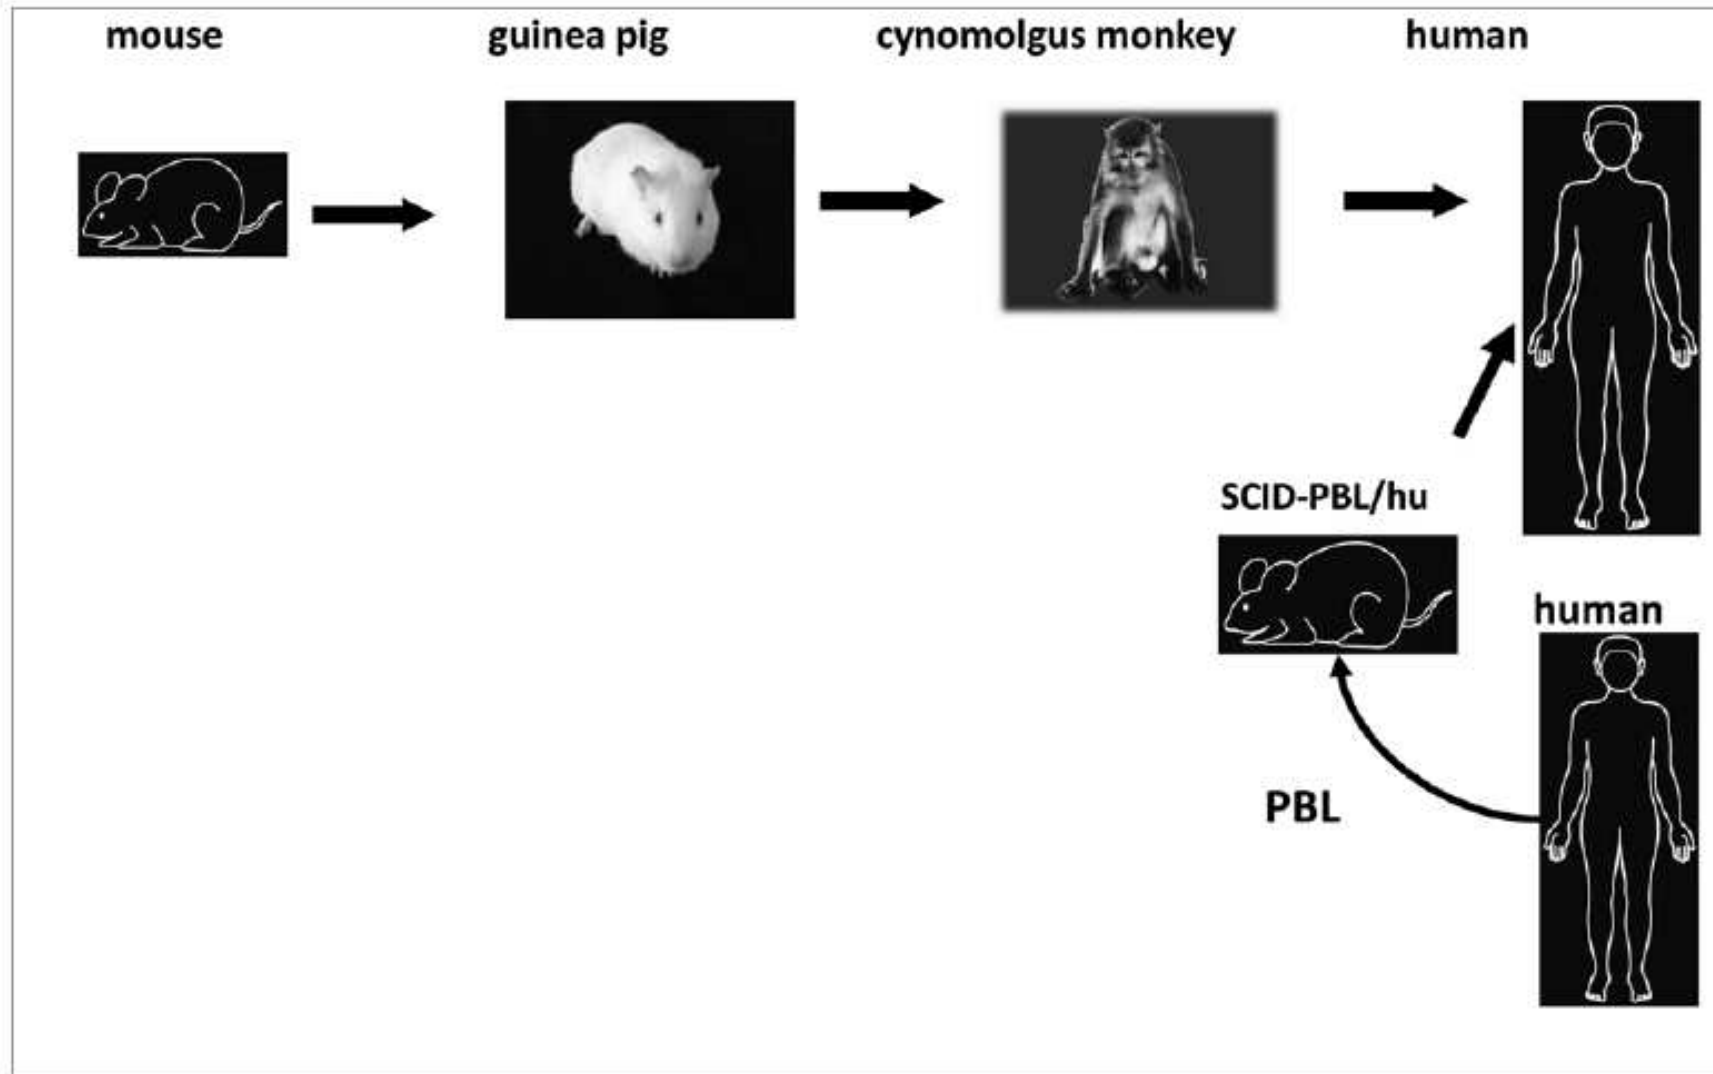 mouse
guinea pig
cynomolgus monkey
human
SCID-PBL/hu
human
PBL